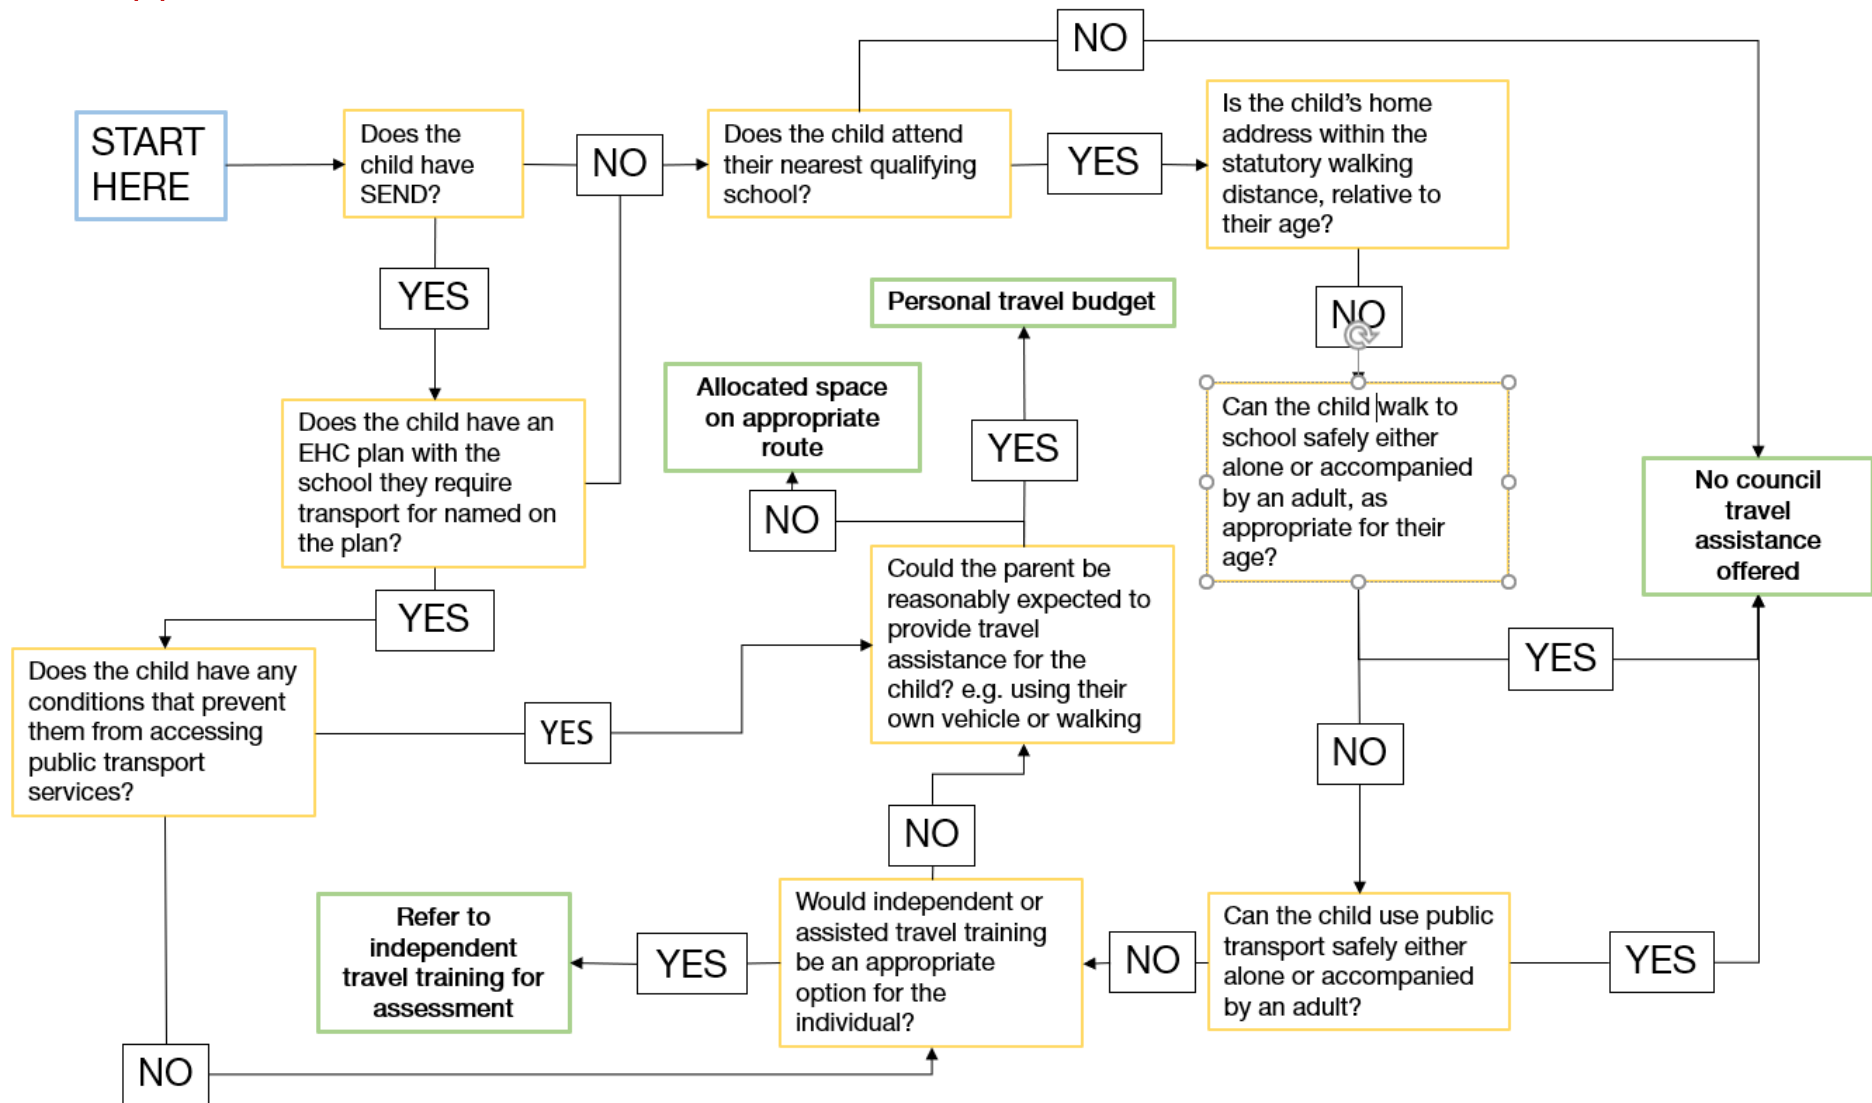 START
HERE
Does the
child have
SEND?
NO
Does the child attend
their nearest qualifying
school?
NO
YES
Is the child’s home
address within the
statutory walking
distance, relative to
their age?
YES
NO
Personal travel budget
Allocated space
on appropriate
route
YES
NO
Does the child have an
EHC plan with the
school they require
transport for named on
the plan?
Can the child walk to
school safely either
alone or accompanied
by an adult, as
appropriate for their
age?
No council
travel
assistance
offered
YES
Could the parent be
reasonably expected to
provide travel
assistance for the
child? e.g. using their
own vehicle or walking
YES
Does the child have any
conditions that prevent
them from accessing
public transport
services?
YES
NO
NO
Refer to
independent
travel training for
assessment
YES
Would independent or
assisted travel training
be an appropriate
option for the
individual?
NO
Can the child use public
transport safely either
alone or accompanied
by an adult?
YES
NO